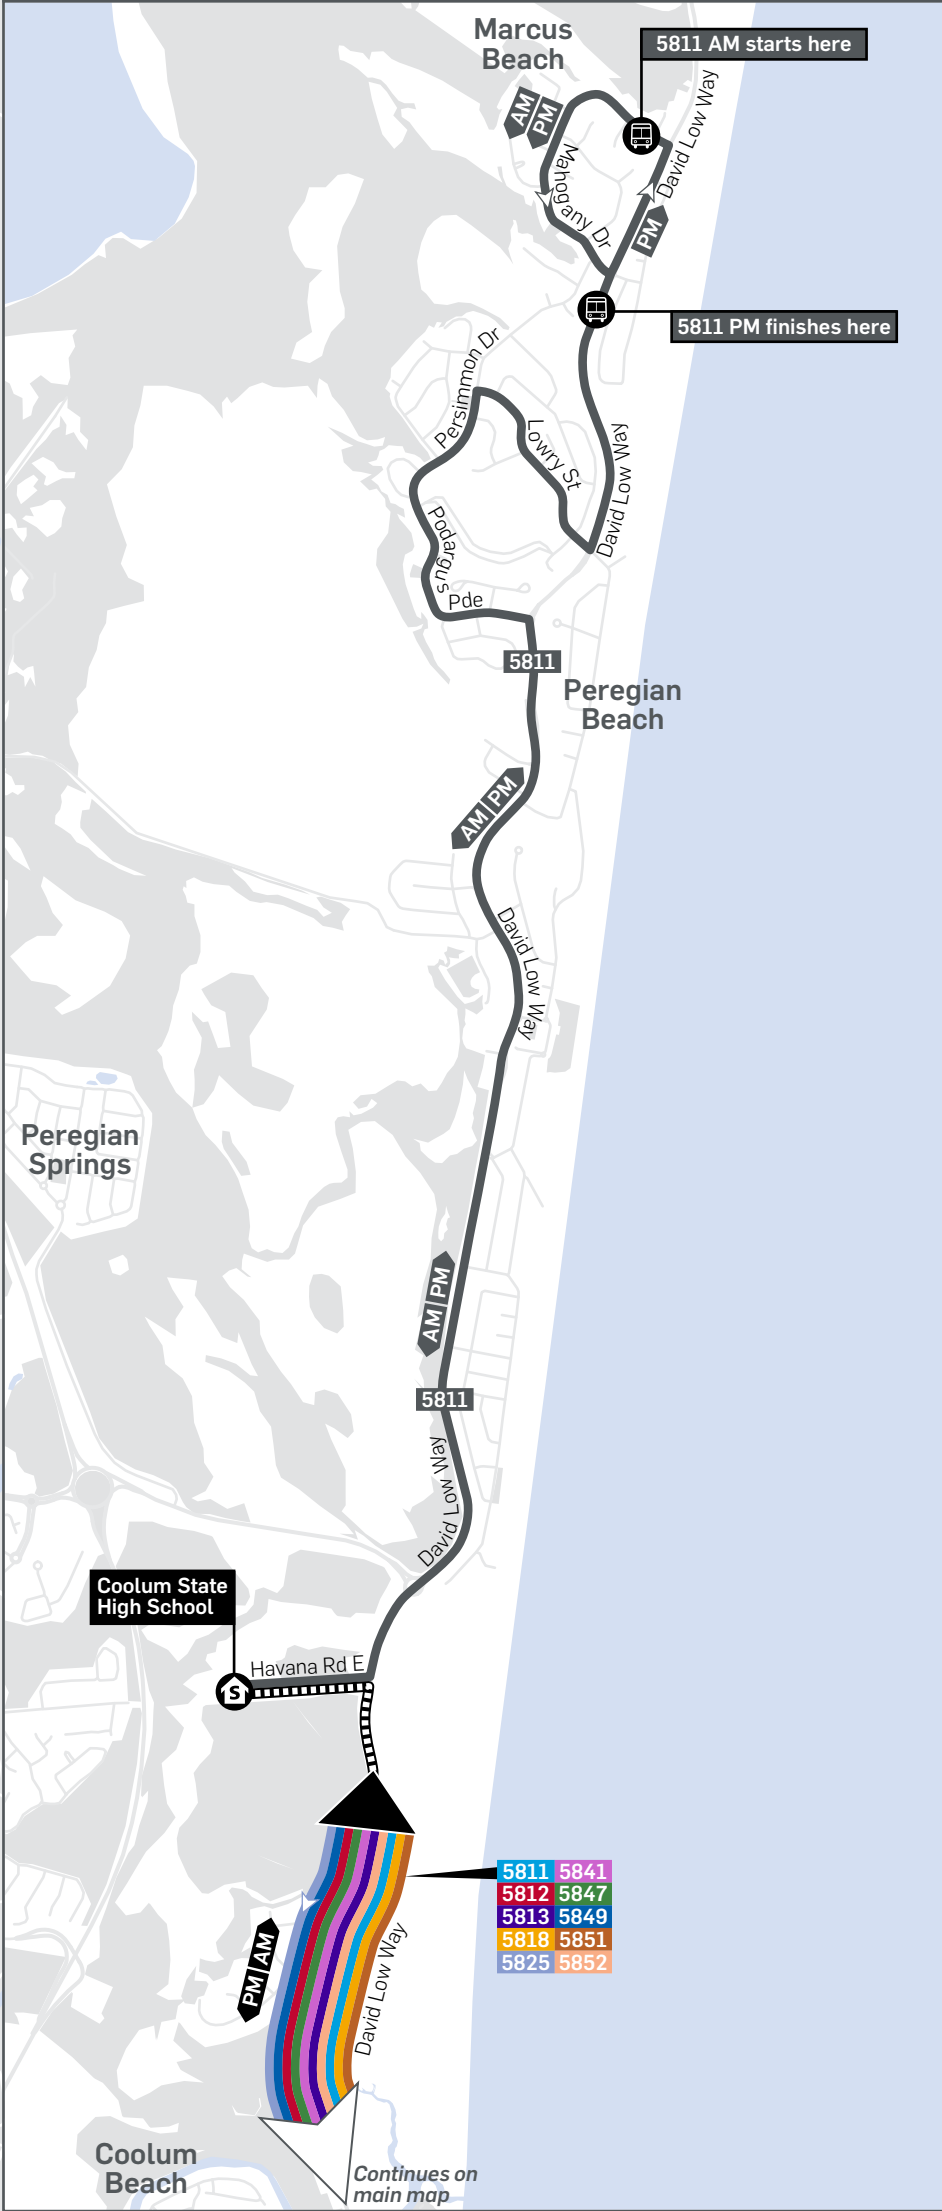 Marcus
Beach
5811 AM starts here
AM
PM
David Low Way
Mahogany Dr
PM
5811 PM finishes here
Persimmon Dr
Lowry St
David Low Way
Podargus
Pde
5811
Peregian
Beach
AM | PM
David Low Way
Peregian
Springs
AM | PM
5811
David Low Way
Coolum State
High School
Havana Rd E
S
5811 5841
5812 5847
5813 5849
5818 5851
5825 5852
PM | AM
David Low Way
Coolum
Beach
Continues on
main map